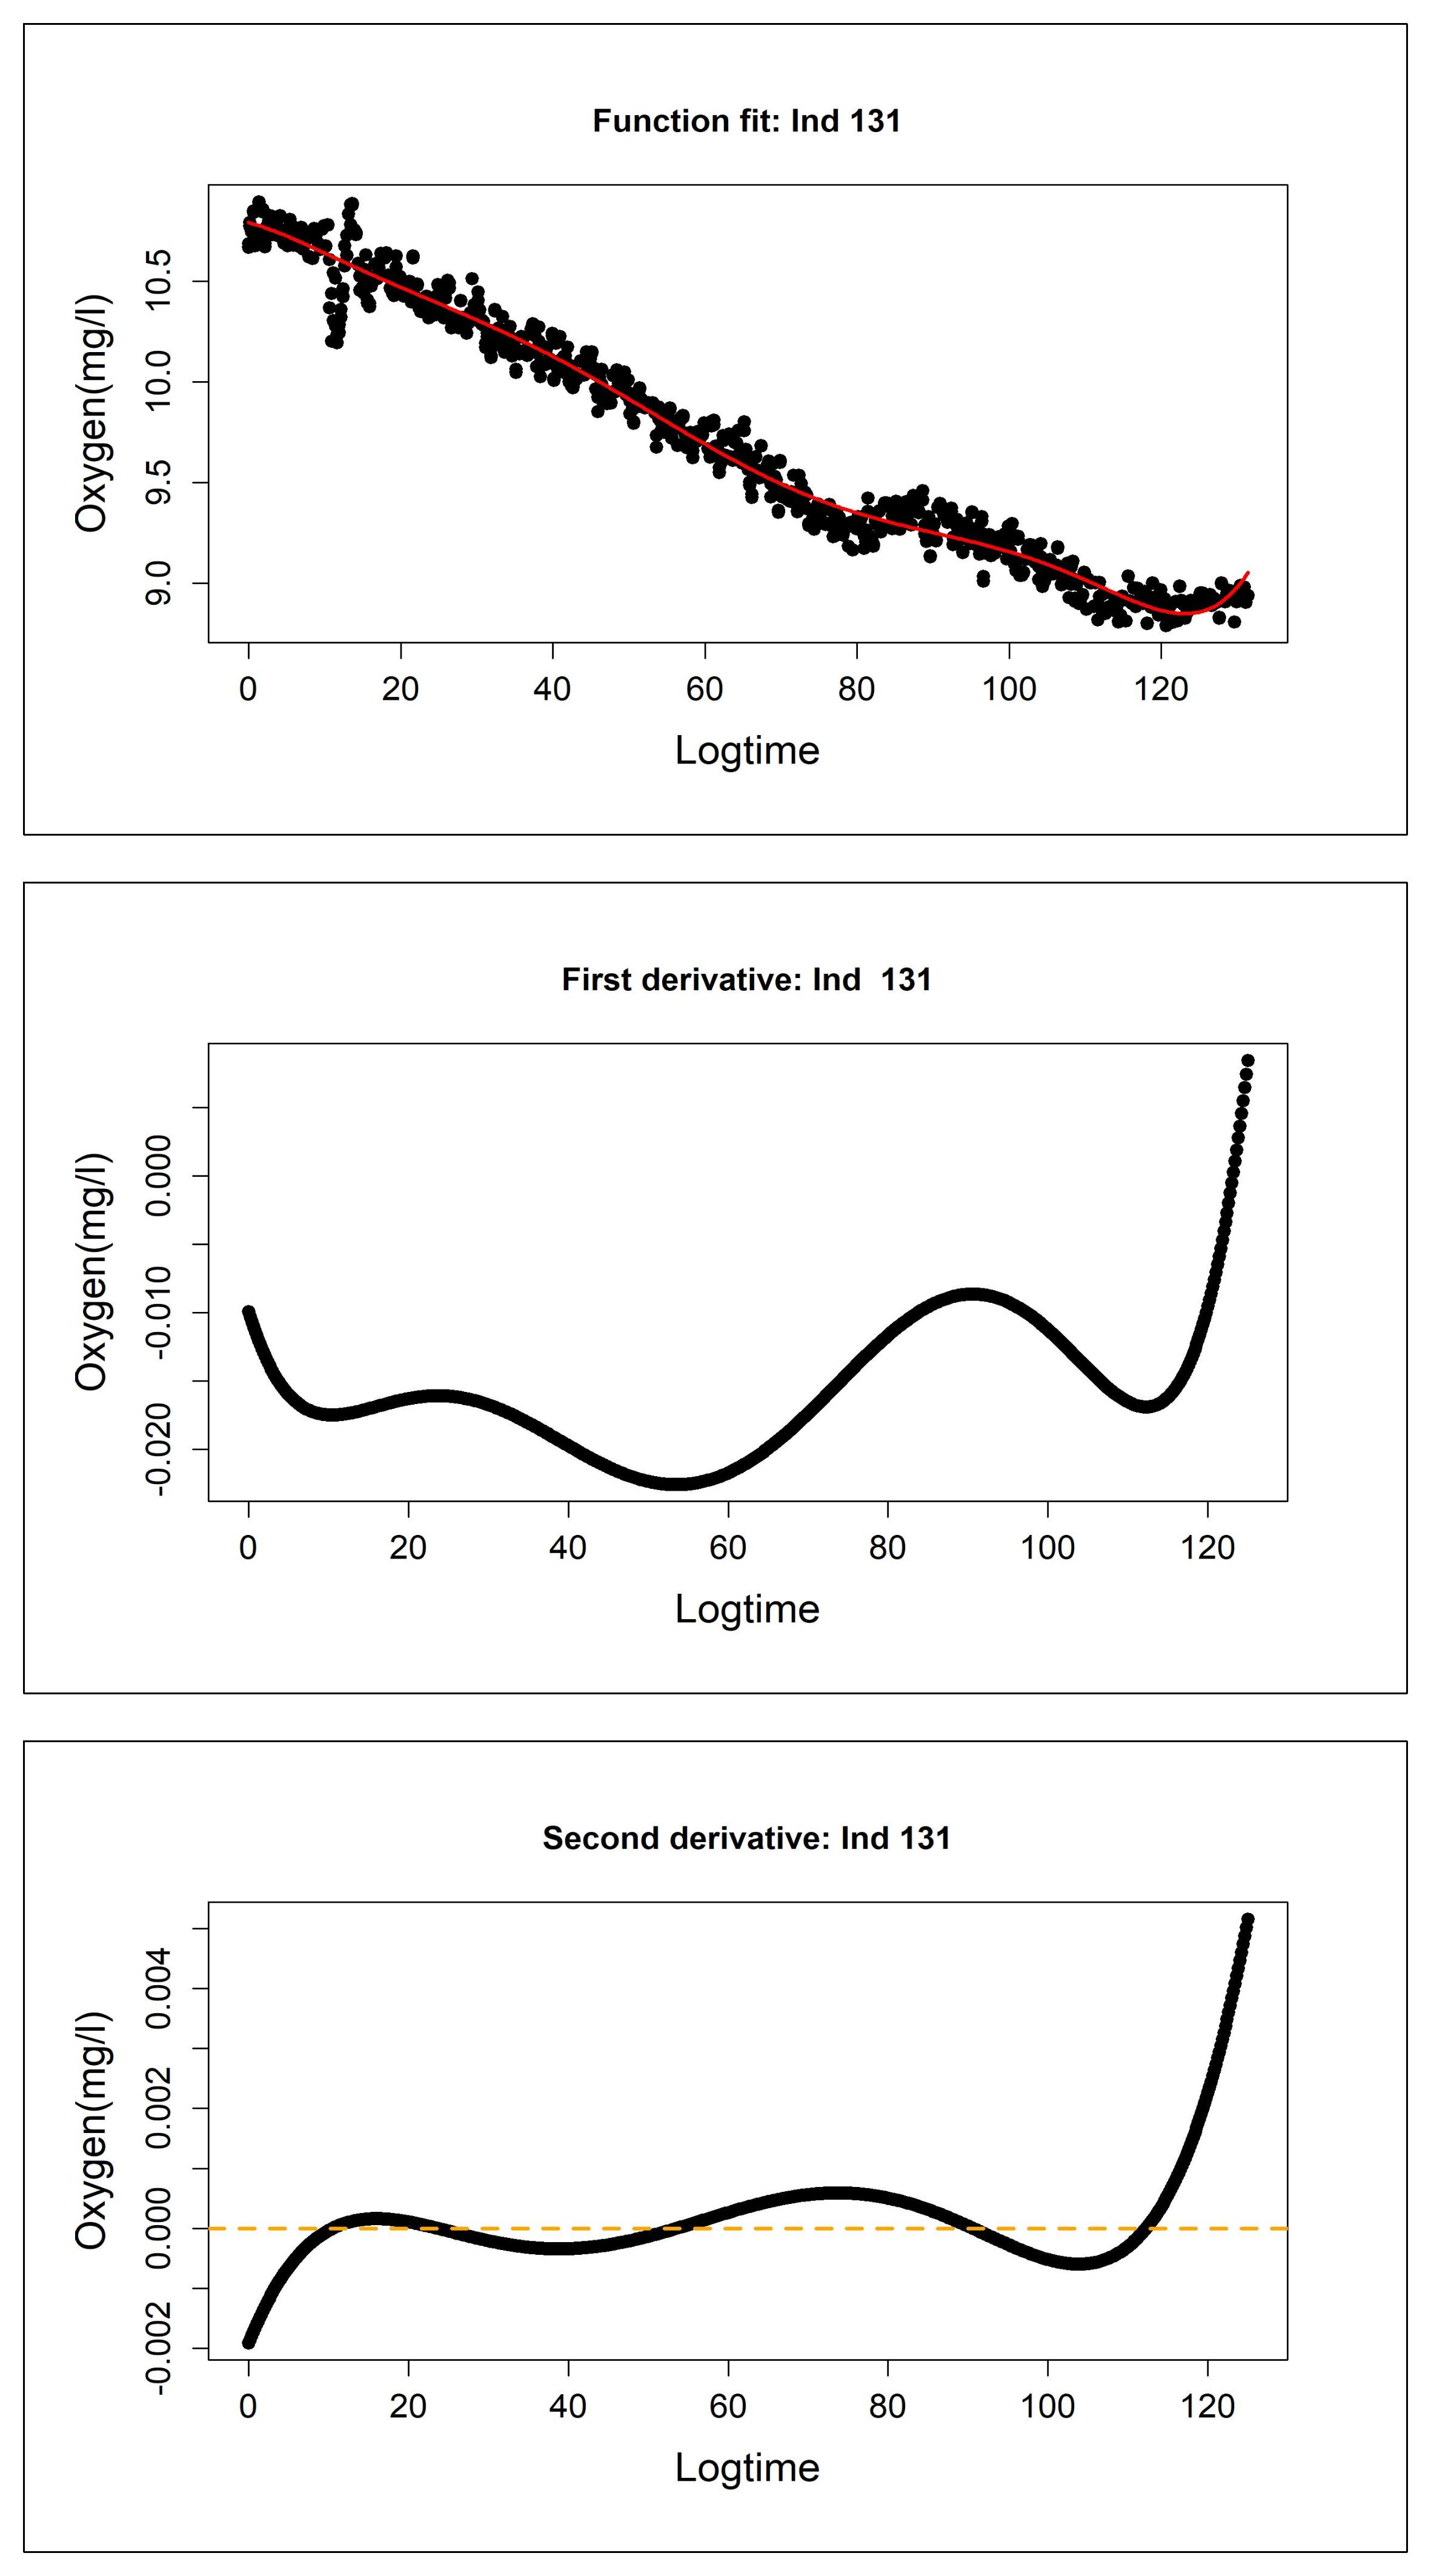 Function fit: Ind 131
Oxygen(mg/l)
10.5
10.0
9.5
9.0
0 20 40 60 80 100 120
Logtime
First derivative: Ind  131
Oxygen(mg/l)
0.000
-0.010
-0.020
0 20 40 60 80 100 120
Logtime
Second derivative: Ind 131
Oxygen(mg/l)
0.004
0.002
0.000
-0.002
0 20 40 60 80 100 120
Logtime